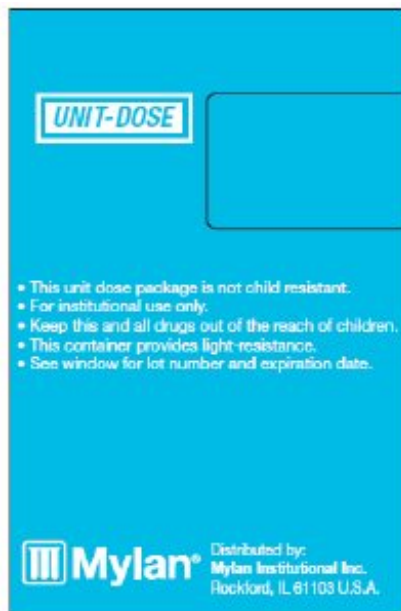 UNIT-DOSE
• This unit dose package is not child resistant.
• For institutional use only.
• Keep this and all drugs out of the reach of children.
• This container provides light-resistance.
• See window for lot number and expiration date.
Mylan®
Distributed by:
Mylan Institutional Inc.
Rockford, IL 61103 U.S.A.